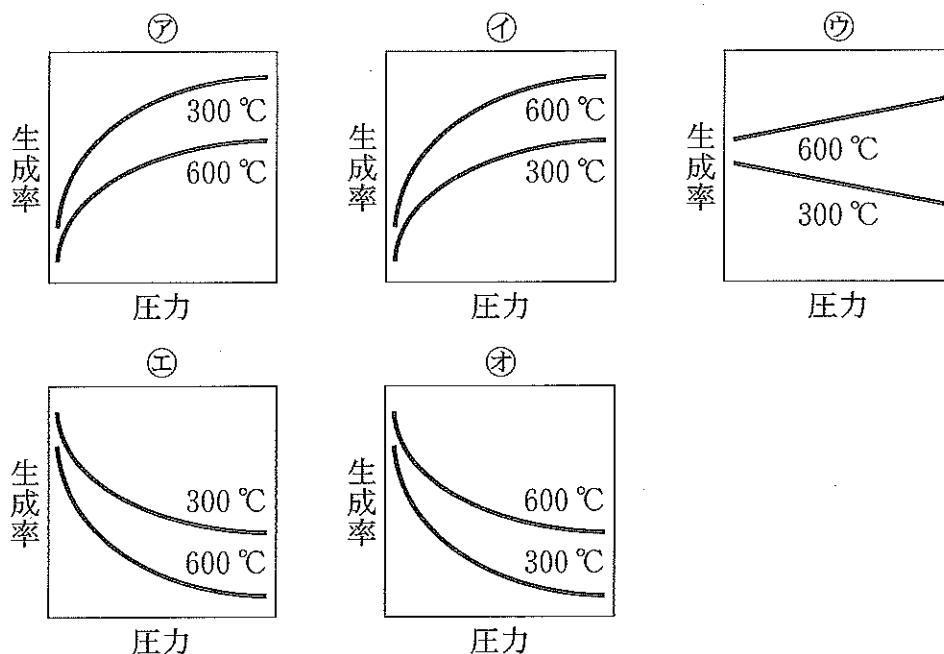 ㋐
300 ℃
600 ℃
生成率
圧力
㋑
600 ℃
300 ℃
生成率
圧力
㋒
600 ℃
300 ℃
生成率
圧力
㋓
300 ℃
600 ℃
生成率
圧力
㋔
600 ℃
300 ℃
生成率
圧力